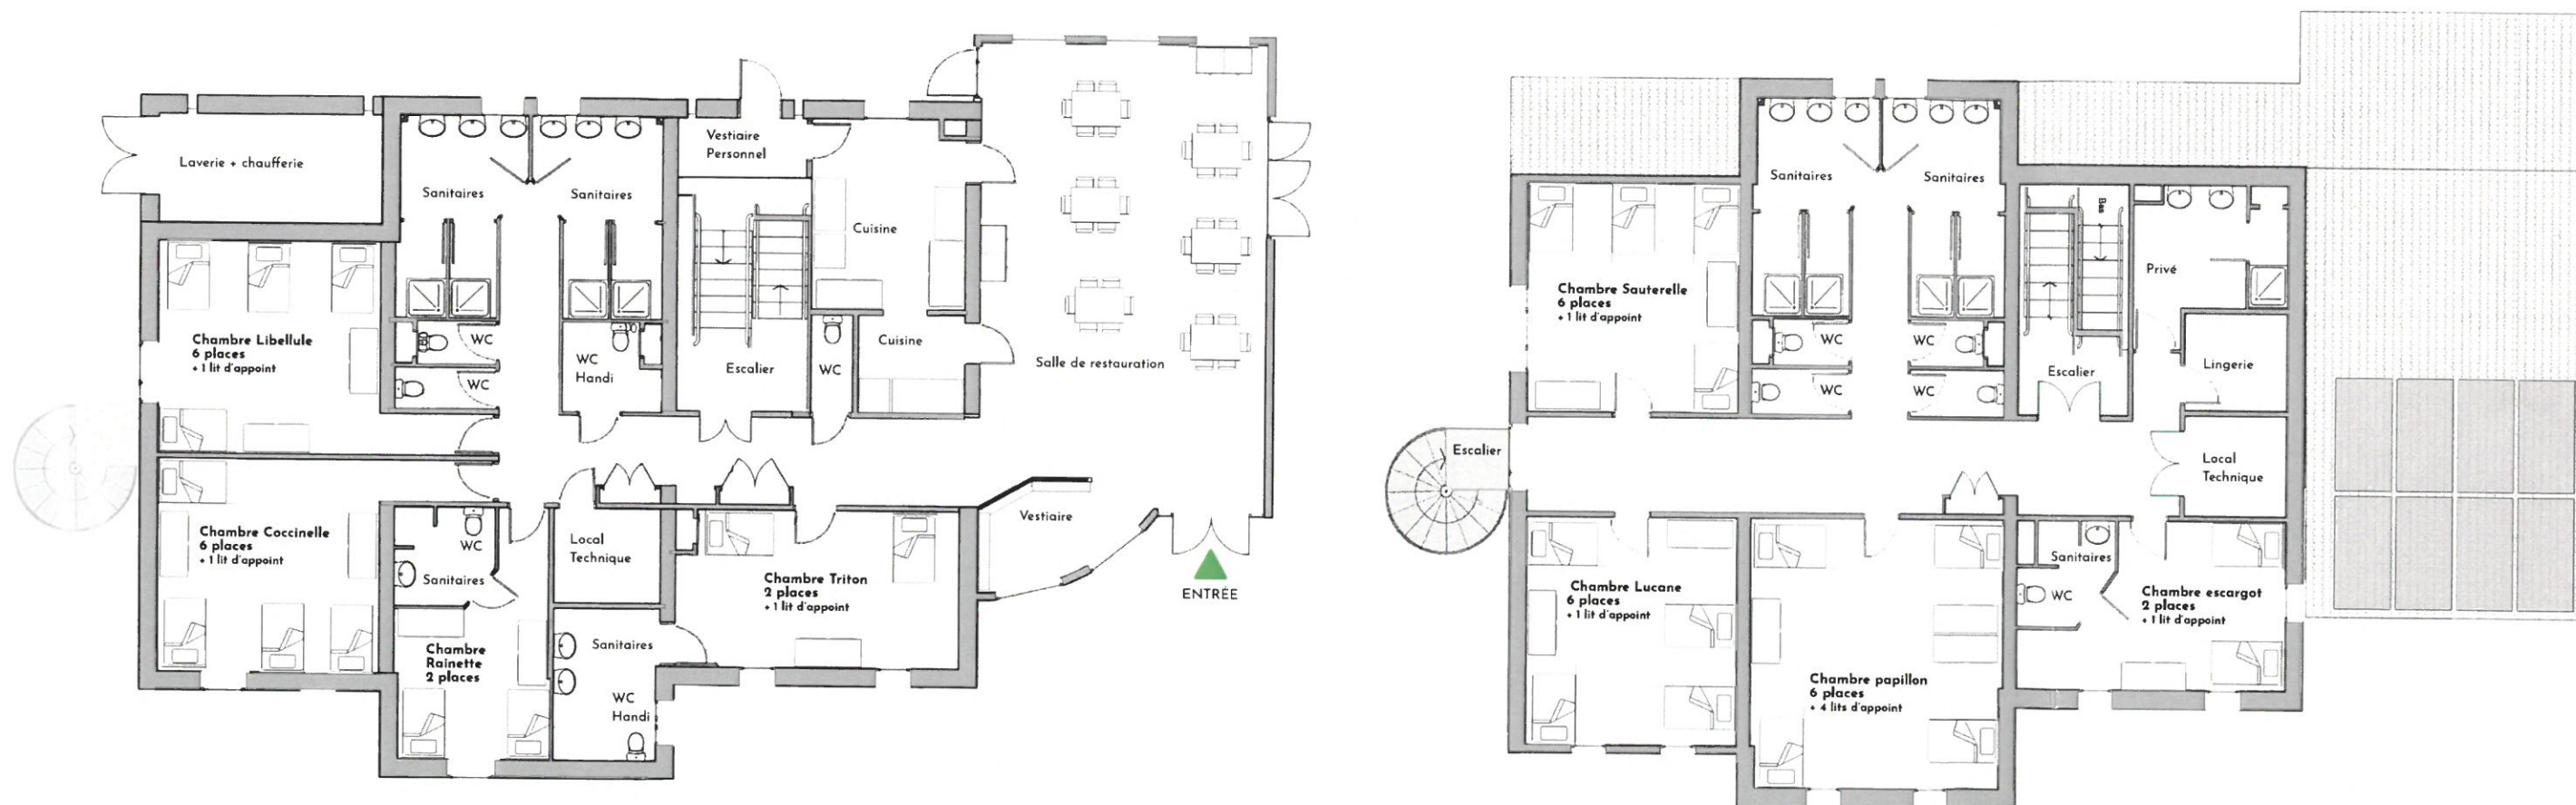 Laverie + chaufferie
Sanitaires
Sanitaires
Vestiaire
Personnel
Cuisine
Chambre Libellule
6 places
+ 1 lit d'appoint
WC
WC
WC
Handi
Escalier
WC
Cuisine
Salle de restauration
Chambre Coccinelle
6 places
+ 1 lit d'appoint
WC
Sanitaires
Local
Technique
Chambre Triton
2 places
+ 1 lit d'appoint
Vestiaire
ENTRÉE
Chambre
Rainette
2 places
Sanitaires
WC
Handi
Sanitaires
Sanitaires
Bas
Privé
Chambre Sauterelle
6 places
+ 1 lit d'appoint
WC
WC
WC
WC
Escalier
Lingerie
Escalier
Local
Technique
Chambre Lucane
6 places
+ 1 lit d'appoint
Chambre papillon
6 places
+ 4 lits d'appoint
Sanitaires
WC
Chambre escargot
2 places
+ 1 lit d'appoint